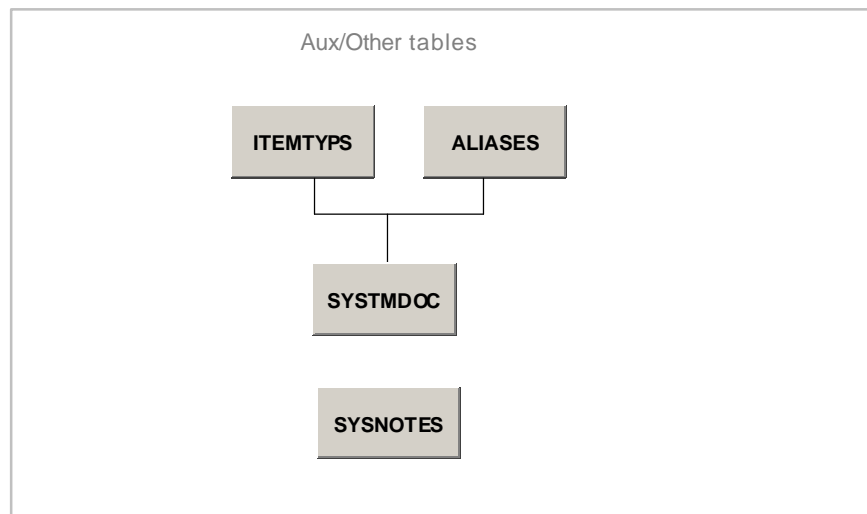 Aux/Other tables
ITEMTYPS
ALIASES
SYSTMDOC
SYSNOTES